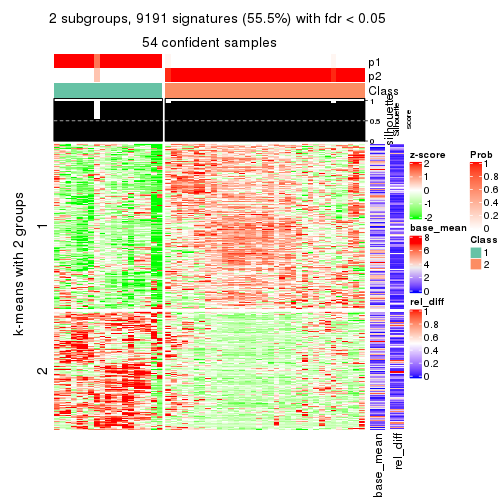 2 subgroups, 9191 signatures (55.5%) with fdr < 0.05
54 confident samples
p1
p2
Class
1
0.5
0
silhouette
Silhouette
score
k-means with 2 groups
1
2
base_mean
rel_diff
z-score
2
1
0
-1
-2
base_mean
8
6
4
2
0
rel_diff
1
0.8
0.6
0.4
0.2
0
Prob
1
0.8
0.6
0.4
0.2
0
Class
1
2